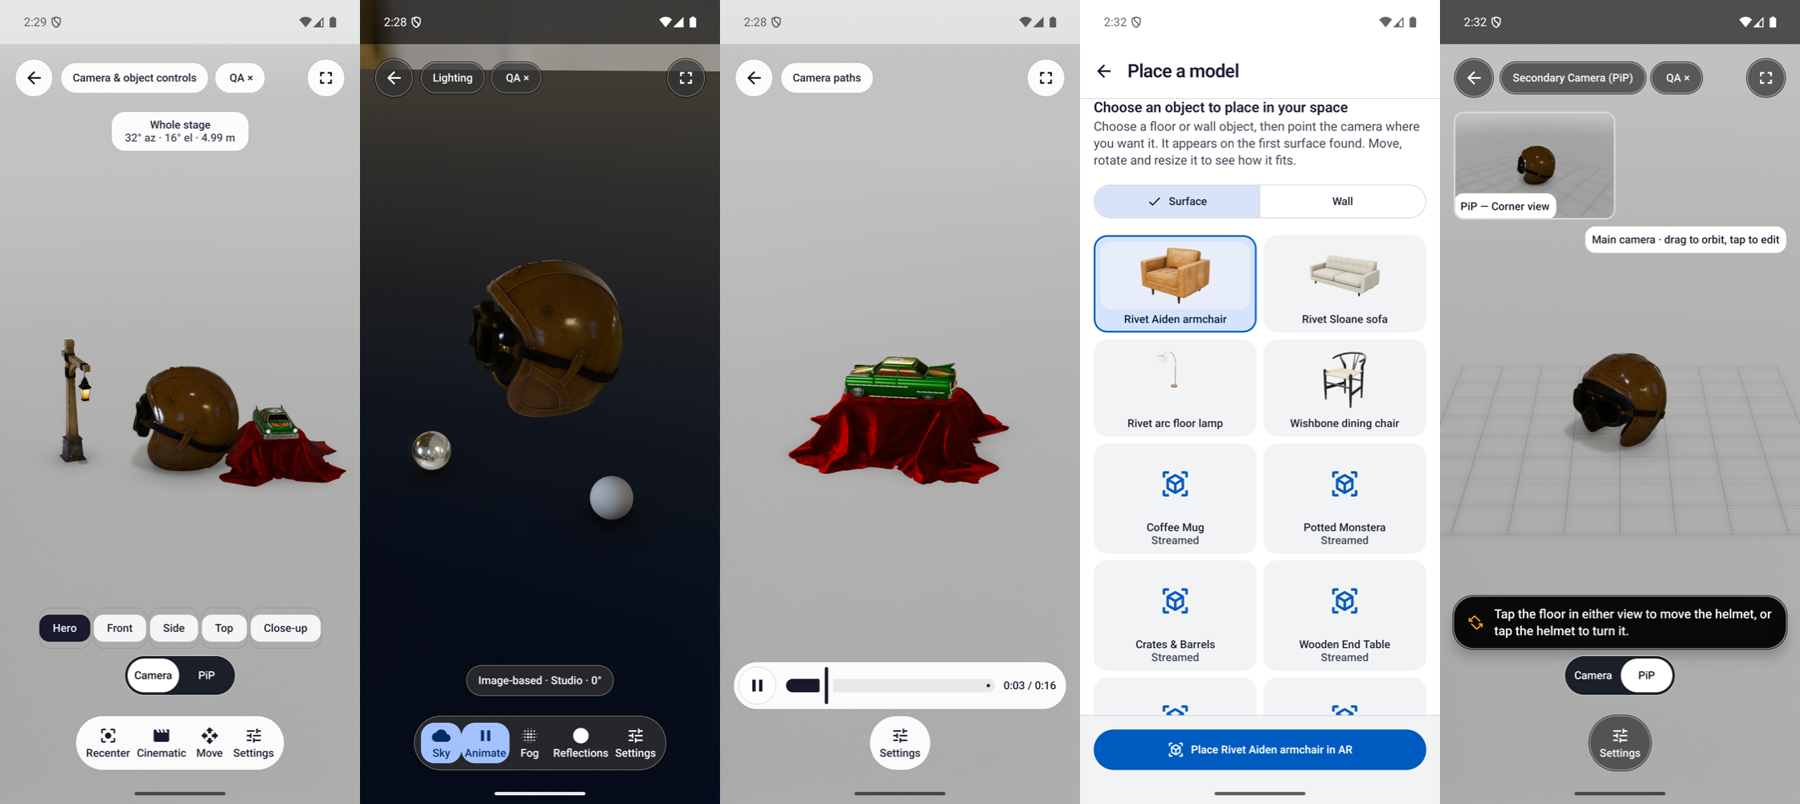 2:29
Camera & object controls
QA ×
Whole stage
32° az · 16° el · 4.99 m
Hero
Front
Side
Top
Close-up
Camera
PiP
Recenter
Cinematic
Move
Settings
2:28
Lighting
QA ×
Image-based · Studio · 0°
Sky
Animate
Fog
Reflections
Settings
2:28
Camera paths
0:03 / 0:16
Settings
2:32
Place a model
Choose an object to place in your space
Choose a floor or wall object, then point the camera where
you want it. It appears on the first surface found. Move,
rotate and resize it to see how it fits.
Surface
Wall
Rivet Aiden armchair
Rivet Sloane sofa
Rivet arc floor lamp
Wishbone dining chair
Coffee Mug
Streamed
Potted Monstera
Streamed
Crates & Barrels
Streamed
Wooden End Table
Streamed
Place Rivet Aiden armchair in AR
2:32
Secondary Camera (PiP)
QA ×
PiP — Corner view
Main camera · drag to orbit, tap to edit
Tap the floor in either view to move the helmet, or
tap the helmet to turn it.
Camera
PiP
Settings